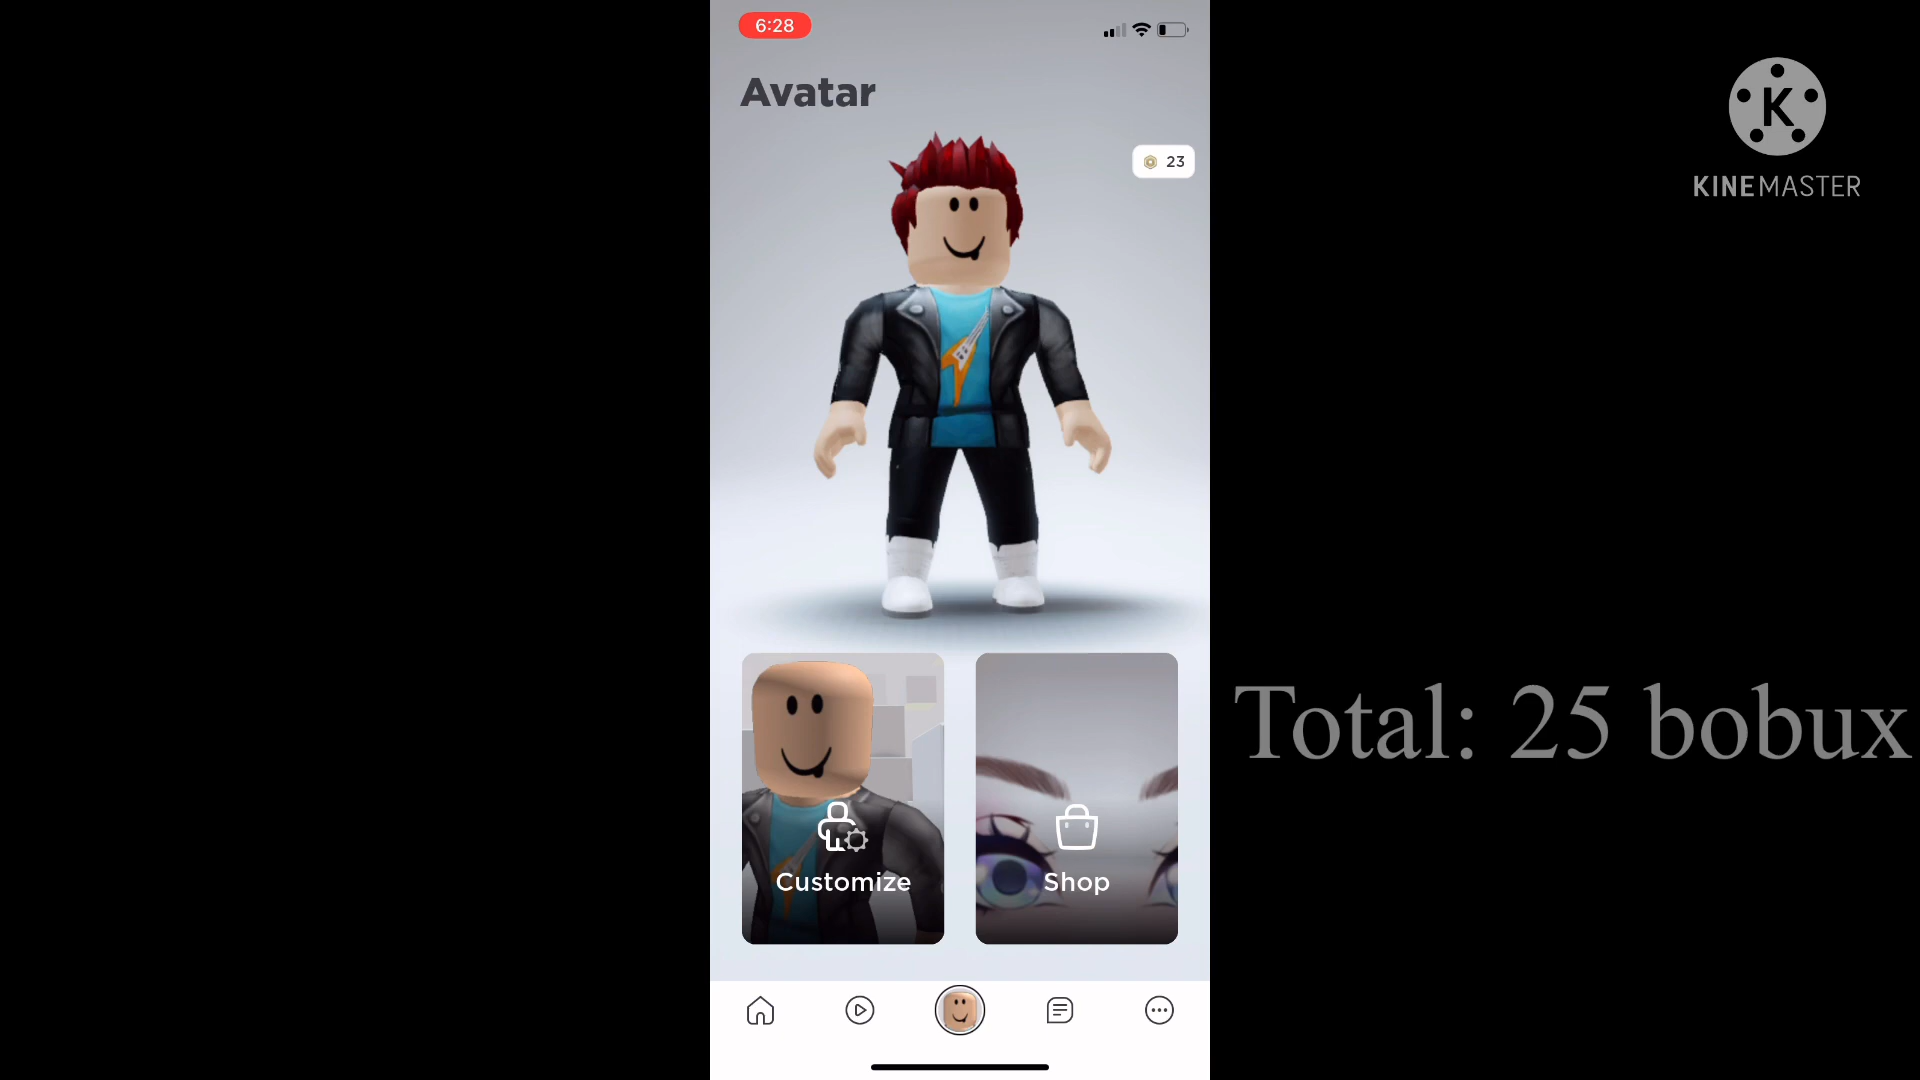 6:28
Avatar
23
K
KINEMASTER
Total: 25 bobux
Customize
Shop